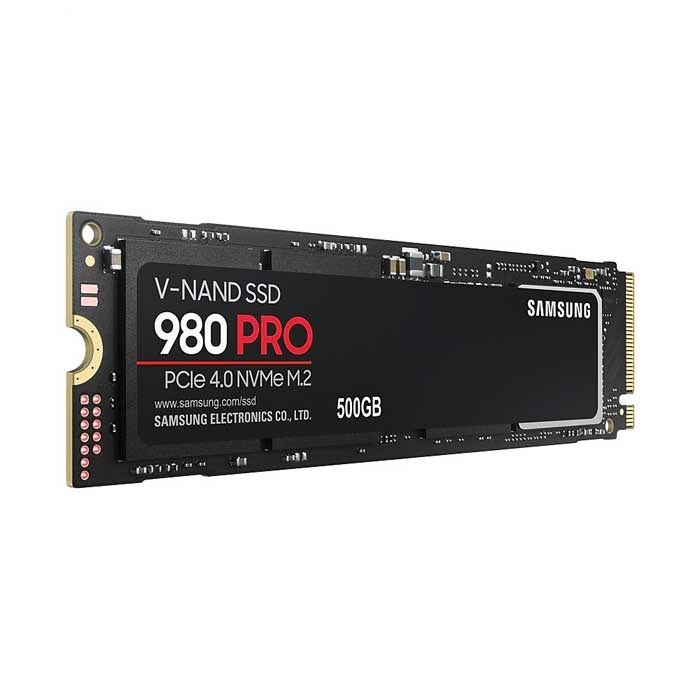 V-NAND SSD
980 PRO
PCIe 4.0 NVMe M.2
www.samsung.com/ssd
SAMSUNG ELECTRONICS CO., LTD.
500GB
SAMSUNG